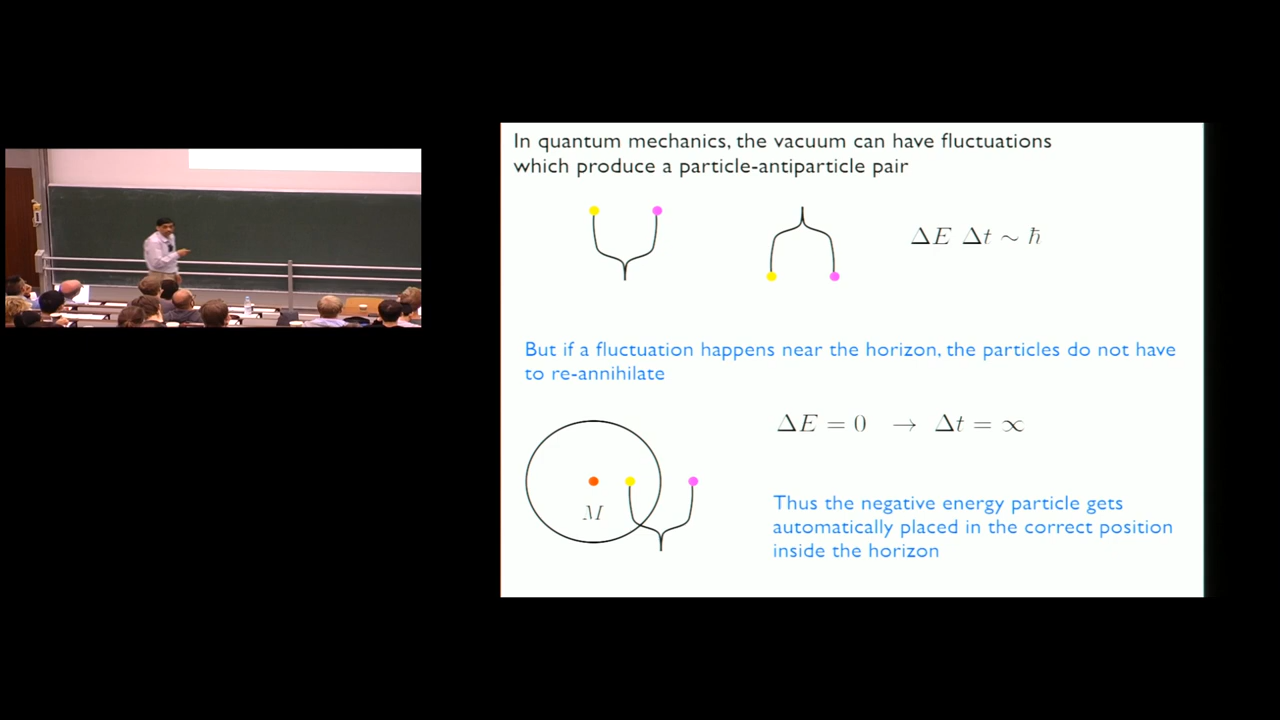 In quantum mechanics, the vacuum can have fluctuations
which produce a particle-antiparticle pair
ΔE Δt ~ ħ
But if a fluctuation happens near the horizon, the particles do not have
to re-annihilate
ΔE = 0 → Δt = ∞
M
Thus the negative energy particle gets
automatically placed in the correct position
inside the horizon